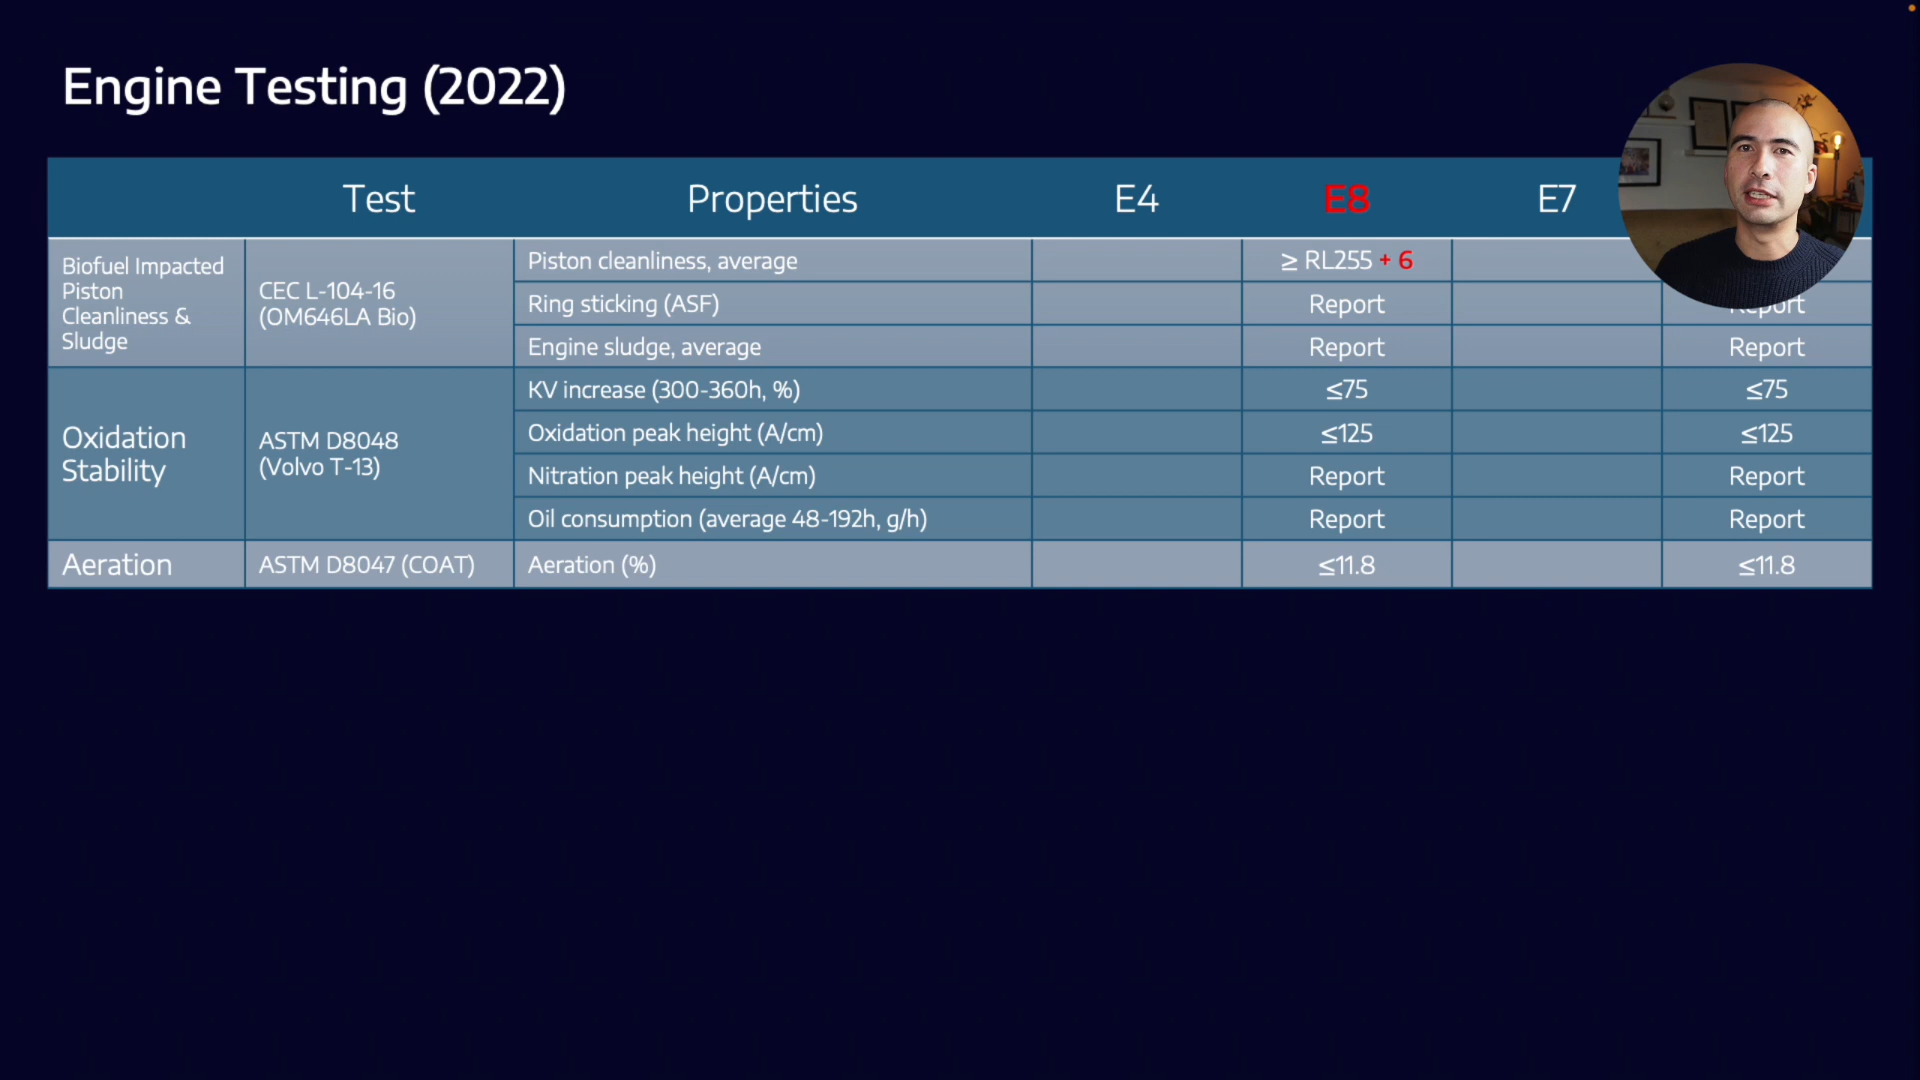 Engine Testing (2022)
Test Properties E4 E8 E7
Biofuel Impacted
Piston
Cleanliness &
Sludge
CEC L-104-16
(OM646LA Bio)
Piston cleanliness, average ≥ RL255 + 6
Ring sticking (ASF) Report Report
Engine sludge, average Report Report
Oxidation
Stability
ASTM D8048
(Volvo T-13)
KV increase (300-360h, %) ≤75 ≤75
Oxidation peak height (A/cm) ≤125 ≤125
Nitration peak height (A/cm) Report Report
Oil consumption (average 48-192h, g/h) Report Report
Aeration ASTM D8047 (COAT) Aeration (%) ≤11.8 ≤11.8